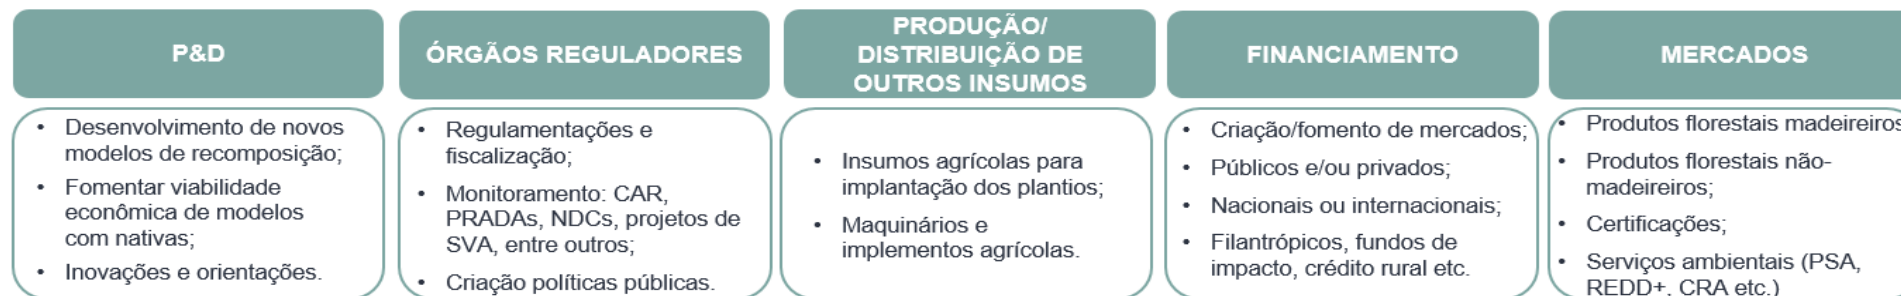 P&D
• Desenvolvimento de novos
modelos de recomposição;
• Fomentar viabilidade
econômica de modelos
com nativas;
• Inovações e orientações.
ÓRGÃOS REGULADORES
• Regulamentações e
fiscalização;
• Monitoramento: CAR,
PRADAs, NDCs, projetos de
SVA, entre outros;
• Criação políticas públicas.
PRODUÇÃO/
DISTRIBUIÇÃO DE
OUTROS INSUMOS
• Insumos agrícolas para
implantação dos plantios;
• Maquinários e
implementos agrícolas.
FINANCIAMENTO
• Criação/fomento de mercados;
• Públicos e/ou privados;
• Nacionais ou internacionais;
• Filantrópicos, fundos de
impacto, crédito rural etc.
MERCADOS
• Produtos florestais madeireiros
• Produtos florestais não-
madeireiros;
• Certificações;
• Serviços ambientais (PSA,
REDD+, CRA etc.)